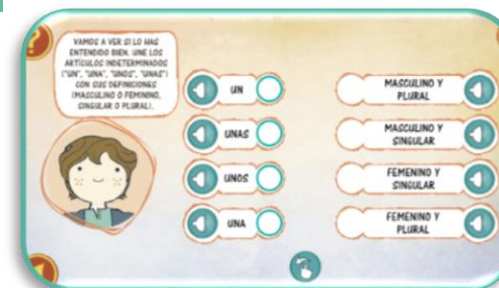 VAMOS A VER SI LO HAS
ENTENDIDO BIEN. UNE LOS
ARTÍCULOS INDETERMINADOS
("UN", "UNA", "UNOS", "UNAS")
CON SUS DEFINICIONES
(MASCULINO O FEMENINO,
SINGULAR O PLURAL).
UN
UNAS
UNOS
UNA
MASCULINO Y
PLURAL
MASCULINO Y
SINGULAR
FEMENINO Y
SINGULAR
FEMENINO Y
PLURAL